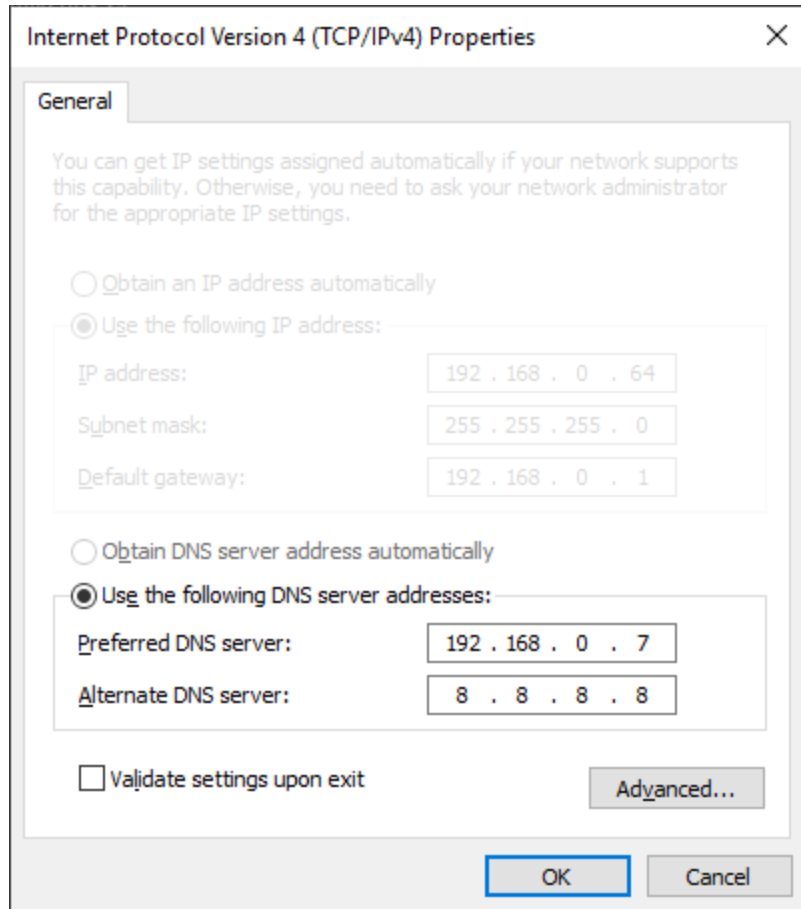 Internet Protocol Version 4 (TCP/IPv4) Properties
General
You can get IP settings assigned automatically if your network supports
this capability. Otherwise, you need to ask your network administrator
for the appropriate IP settings.
Obtain an IP address automatically
Use the following IP address:
IP address: 192 . 168 . 0 . 64
Subnet mask: 255 . 255 . 255 . 0
Default gateway: 192 . 168 . 0 . 1
Obtain DNS server address automatically
Use the following DNS server addresses:
Preferred DNS server: 192 . 168 . 0 . 7
Alternate DNS server: 8 . 8 . 8 . 8
Validate settings upon exit
Advanced...
OK Cancel